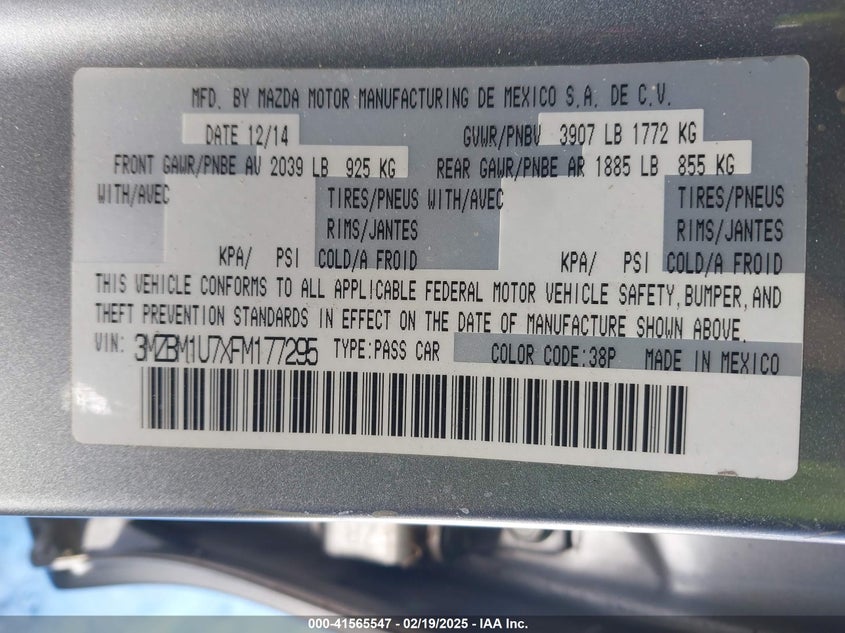 MFD. BY MAZDA MOTOR MANUFACTURING DE MEXICO S.A. DE C.V.
DATE 12/14 GVWR/PNBV 3907 LB 1772 KG
FRONT GAWR/PNBE AV 2039 LB 925 KG REAR GAWR/PNBE AR 1885 LB 855 KG
WITH/AVEC TIRES/PNEUS WITH/AVEC TIRES/PNEUS
RIMS/JANTES RIMS/JANTES
KPA/ PSI COLD/A FROID KPA/ PSI COLD/A FROID
THIS VEHICLE CONFORMS TO ALL APPLICABLE FEDERAL MOTOR VEHICLE SAFETY, BUMPER, AND
THEFT PREVENTION STANDARDS IN EFFECT ON THE DATE OF MANUFACTURE SHOWN ABOVE.
VIN: 3MZBM1U7XFM177295 TYPE:PASS CAR COLOR CODE:38P MADE IN MEXICO
000-41565547 - 02/19/2025 - IAA Inc.